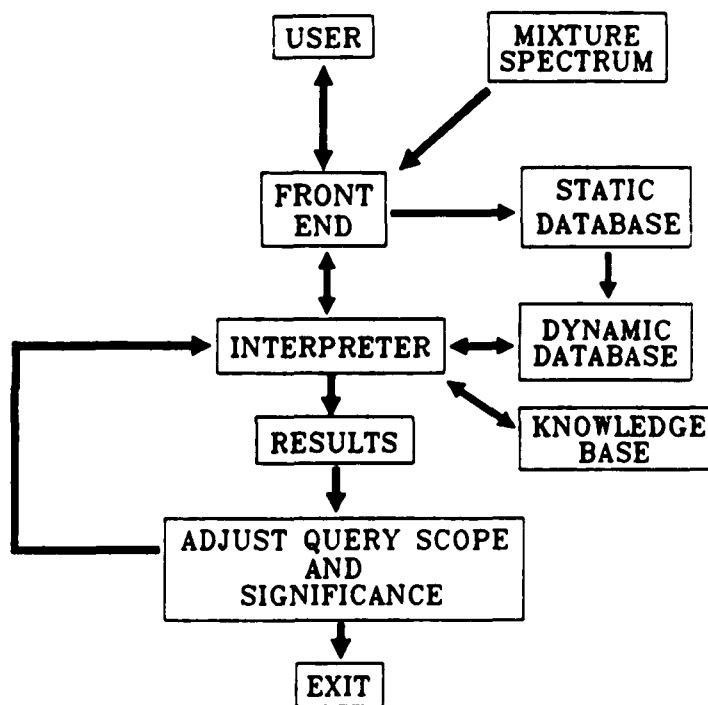 USER
MIXTURE
SPECTRUM
FRONT
END
STATIC
DATABASE
INTERPRETER
DYNAMIC
DATABASE
RESULTS
KNOWLEDGE
BASE
ADJUST QUERY SCOPE
AND
SIGNIFICANCE
EXIT